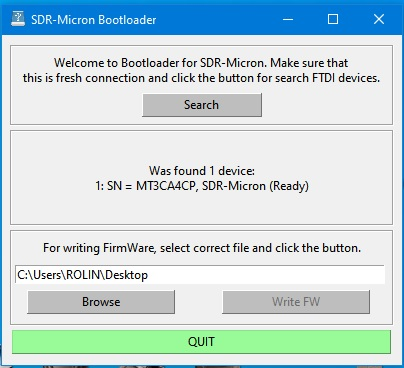 SDR-Micron Bootloader
Welcome to Bootloader for SDR-Micron. Make sure that
this is fresh connection and click the button for search FTDI devices.
Search
Was found 1 device:
1: SN = MT3CA4CP, SDR-Micron (Ready)
For writing FirmWare, select correct file and click the button.
C:\Users\ROLIN\Desktop
Browse
Write FW
QUIT